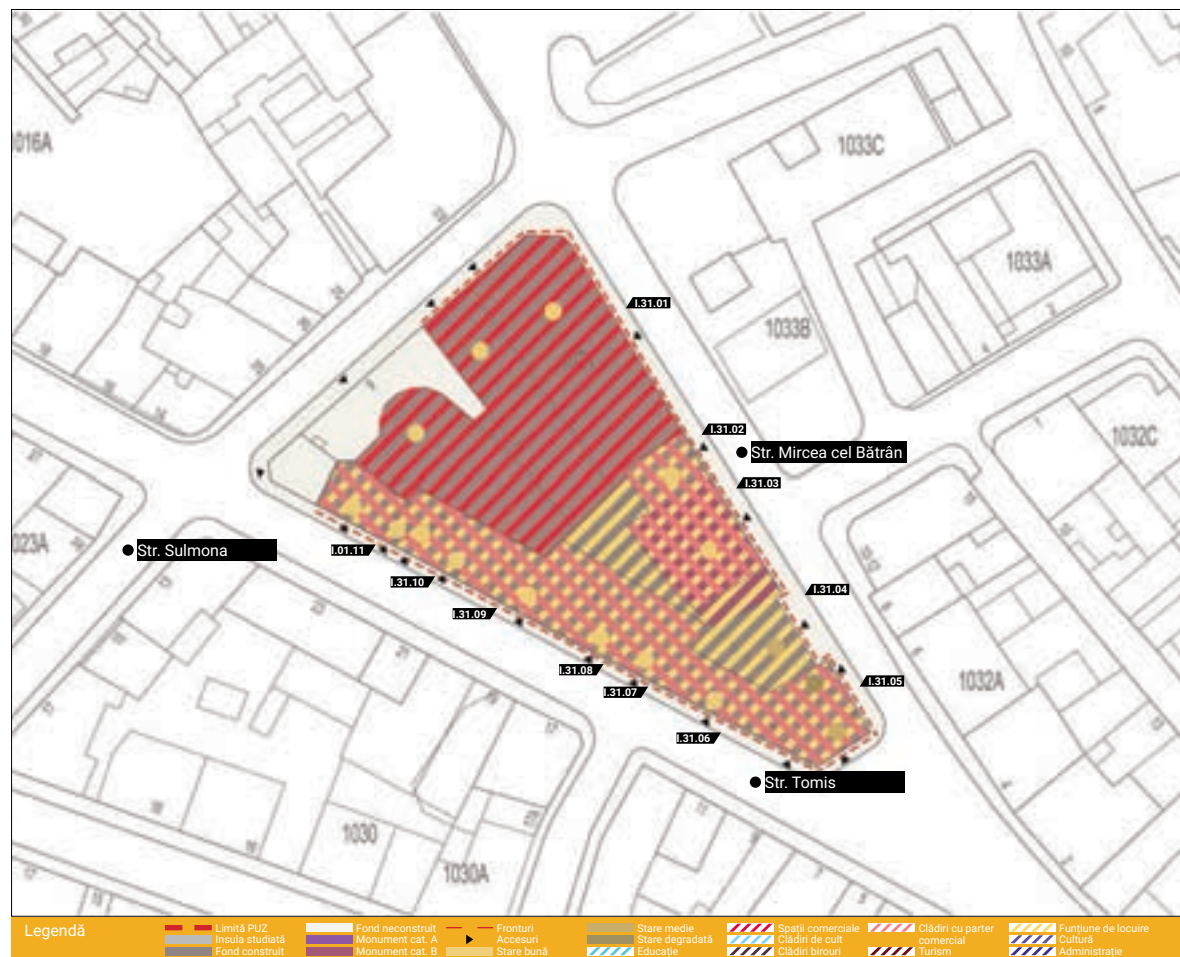 1016A
1033C
1033A
1033B
I.31.01
I.31.02
Str. Mircea cel Bătrân
I.31.03
1032C
023A
Str. Sulmona
I.01.11
I.31.10
I.31.04
I.31.09
I.31.08
I.31.07
I.31.05
1032A
I.31.06
Str. Tomis
1030
1030A
Legendă
Limită PUZ
Insula studiată
Fond construit
Fond neconstruit
Monument cat. A
Monument cat. B
Fronturi
Accesuri
Stare bună
Stare medie
Stare degradată
Educație
Spații comerciale
Clădiri de cult
Clădiri birouri
Clădiri cu parter
comercial
Turism
Funțiune de locuire
Cultură
Administrație